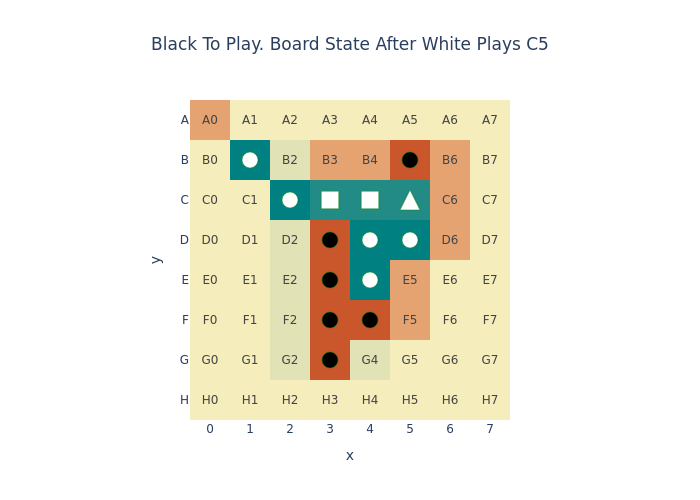 Black To Play. Board State After White Plays C5
A A0 A1 A2 A3 A4 A5 A6 A7
B B0 B2 B3 B4 B6 B7
C C0 C1 C6 C7
D D0 D1 D2 D6 D7
E E0 E1 E2 E5 E6 E7
F F0 F1 F2 F5 F6 F7
G G0 G1 G2 G4 G5 G6 G7
H H0 H1 H2 H3 H4 H5 H6 H7
0 1 2 3 4 5 6 7
x
y